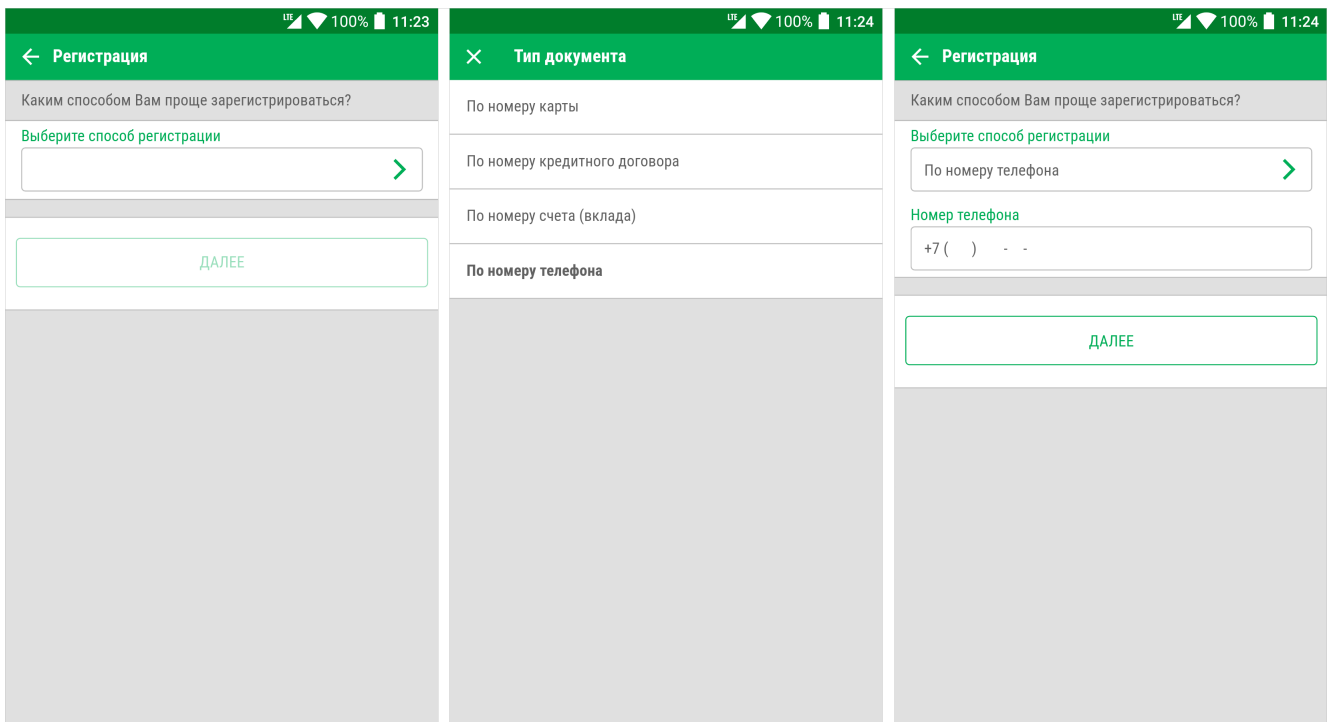 LTE 100% 11:23
Регистрация
Каким способом Вам проще зарегистрироваться?
Выберите способ регистрации
ДАЛЕЕ
LTE 100% 11:24
Тип документа
По номеру карты
По номеру кредитного договора
По номеру счета (вклада)
По номеру телефона
LTE 100% 11:24
Регистрация
Каким способом Вам проще зарегистрироваться?
Выберите способ регистрации
По номеру телефона
Номер телефона
+7 (   )   -  -
ДАЛЕЕ